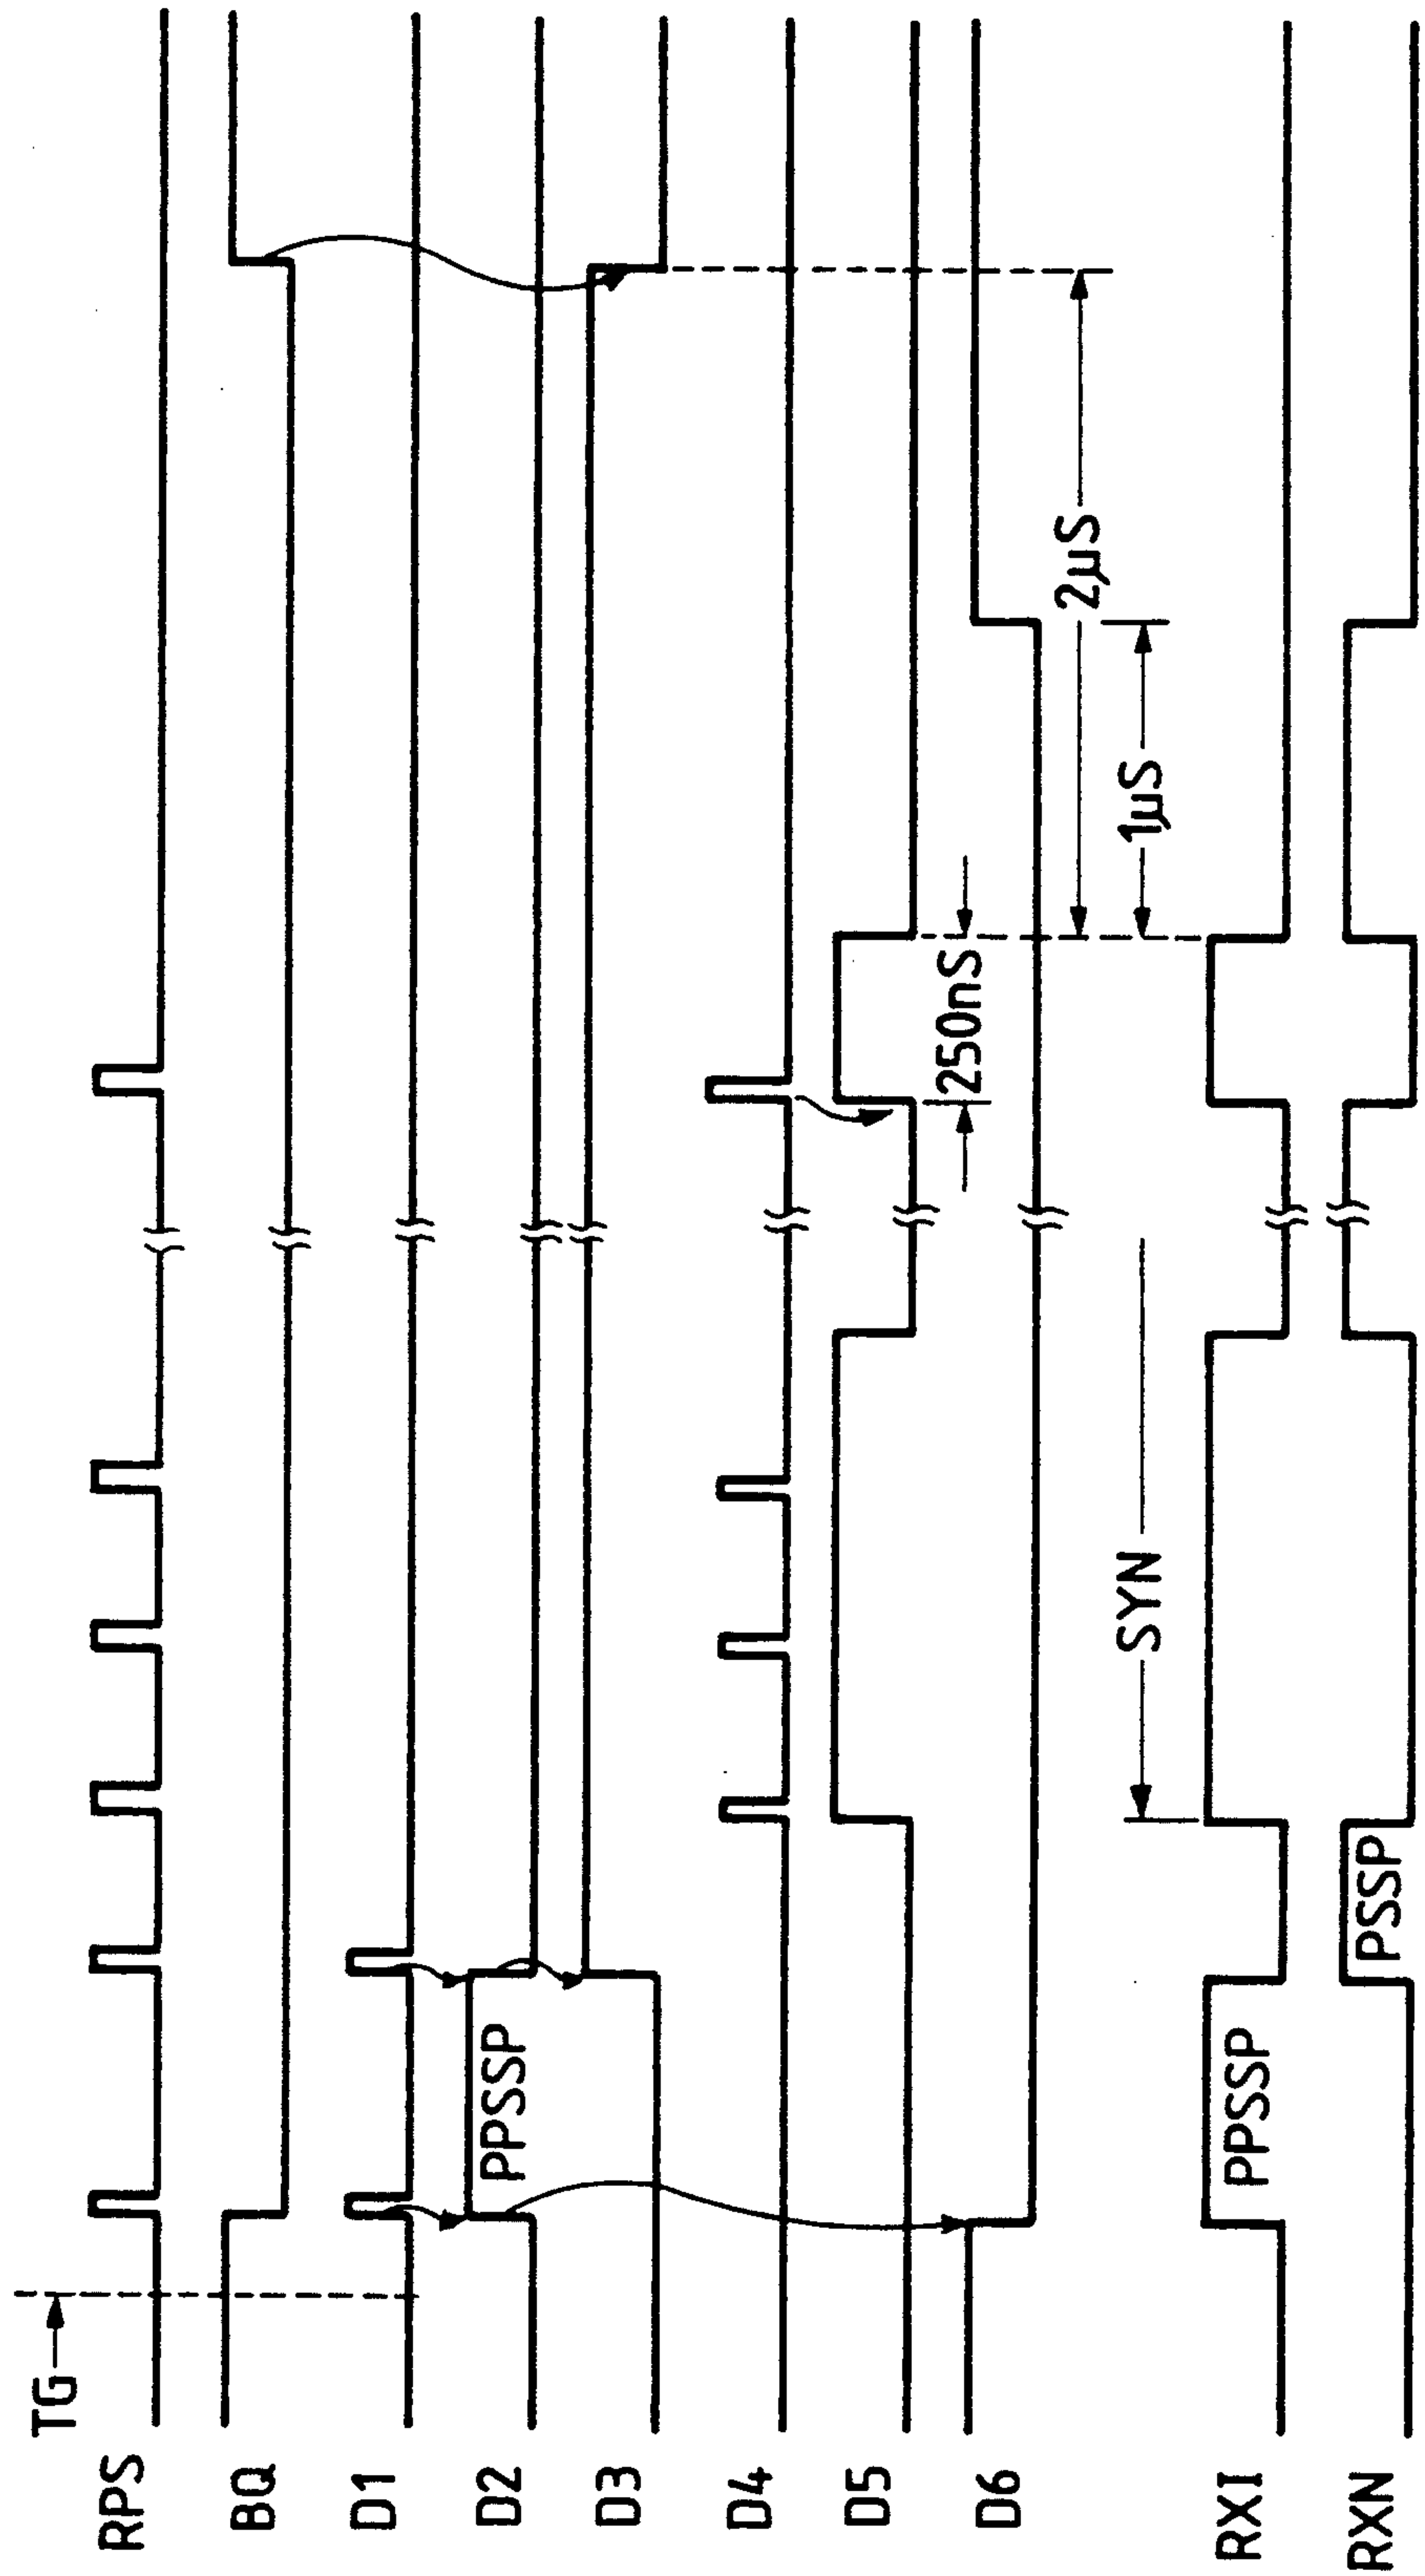 TG
RPS
BQ
D1
D2
PPSSP
D3
D4
D5
250nS
D6
2µS
1µS
SYN
RXI
PPSSP
RXN
PSSP